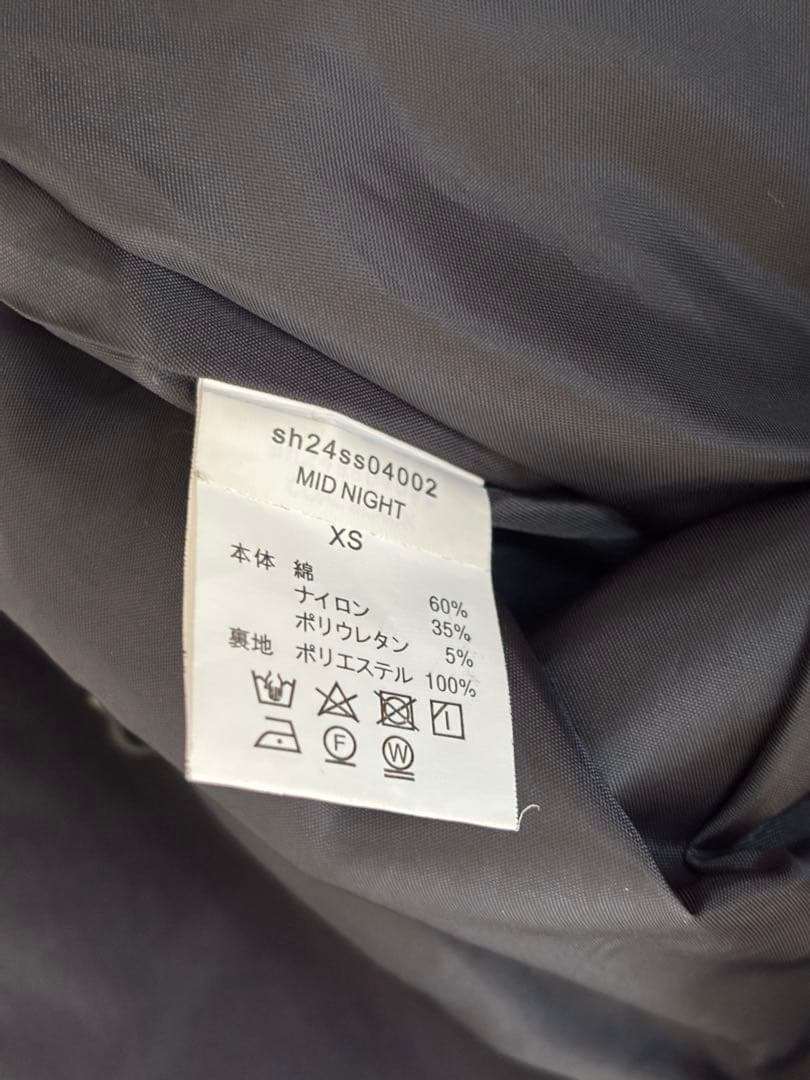 sh24ss04002
MID NIGHT
XS
本体 綿 60%
ナイロン 35%
ポリウレタン 5%
裏地 ポリエステル 100%
F
W